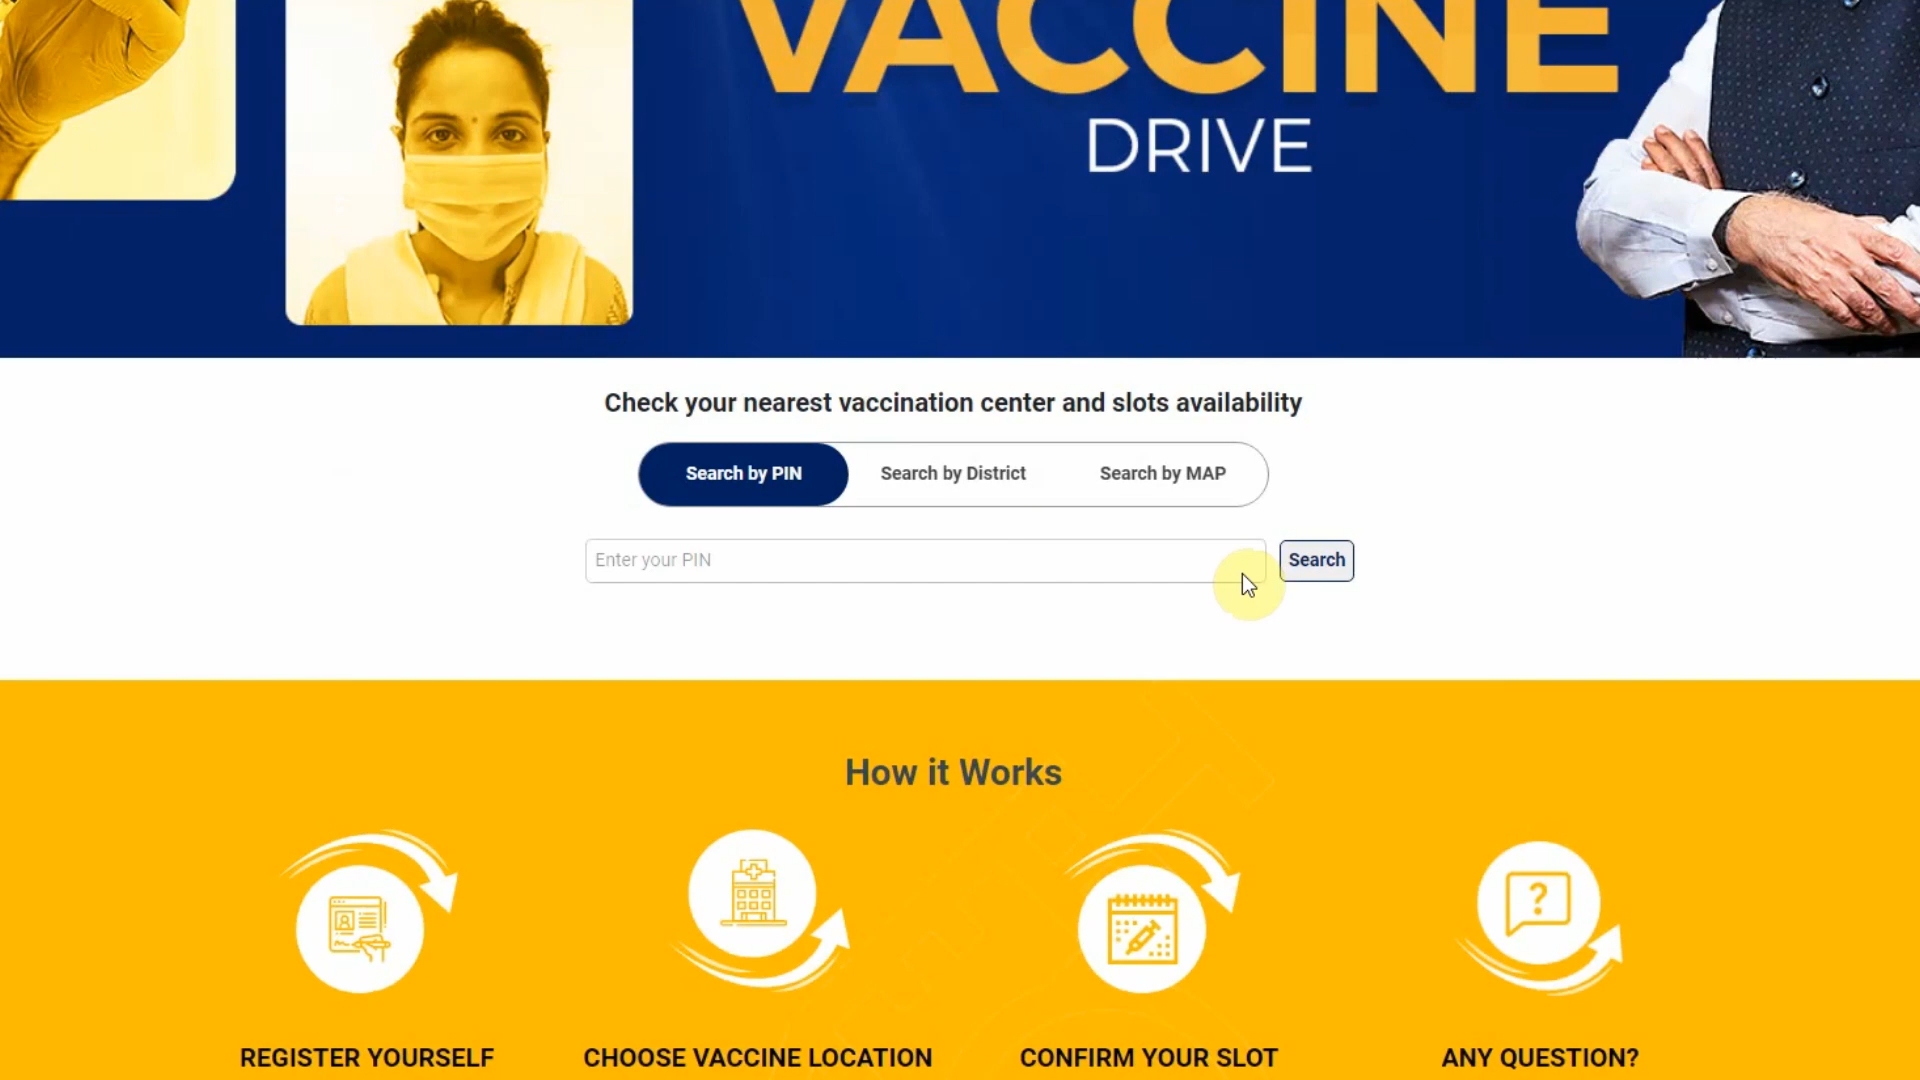 VACCINE
DRIVE
Check your nearest vaccination center and slots availability
Search by PIN Search by District Search by MAP
Enter your PIN Search
How it Works
REGISTER YOURSELF CHOOSE VACCINE LOCATION CONFIRM YOUR SLOT ANY QUESTION?